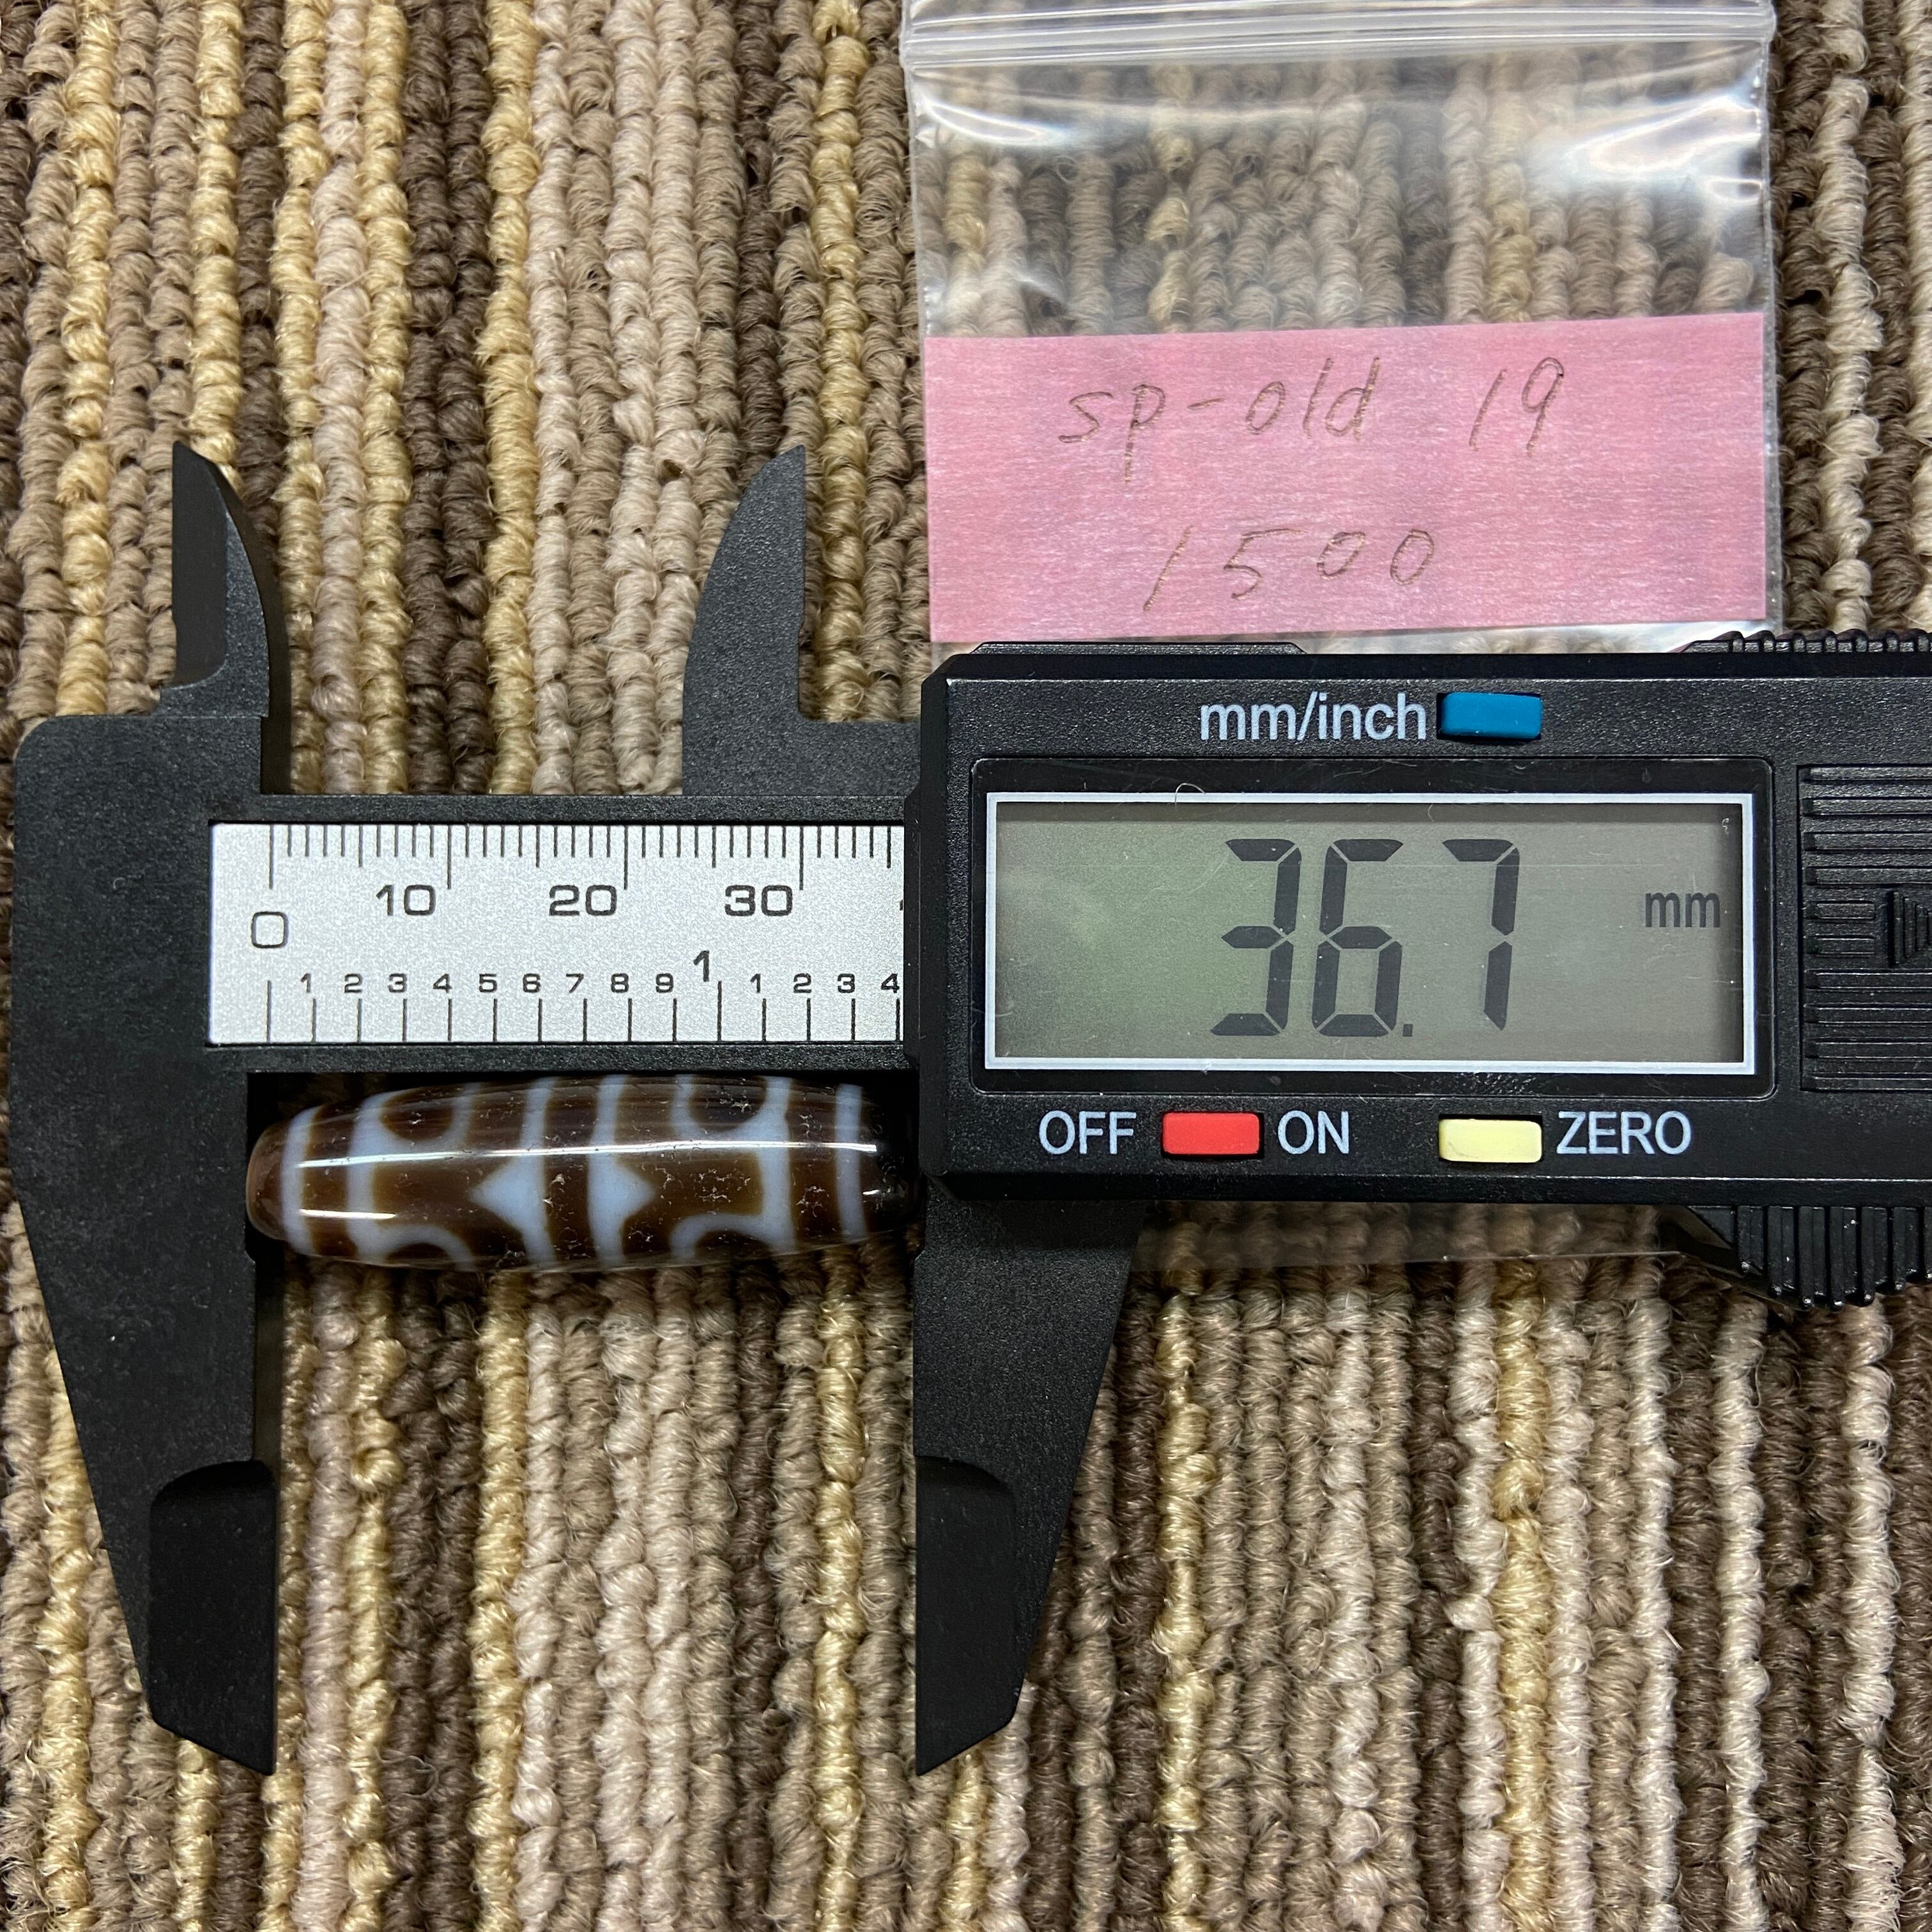 sp-old 19
1500
mm/inch
36.7 mm
OFF ON ZERO
10 20 30
0
1 2 3 4 5 6 7 8 9 1 1 2 3 4